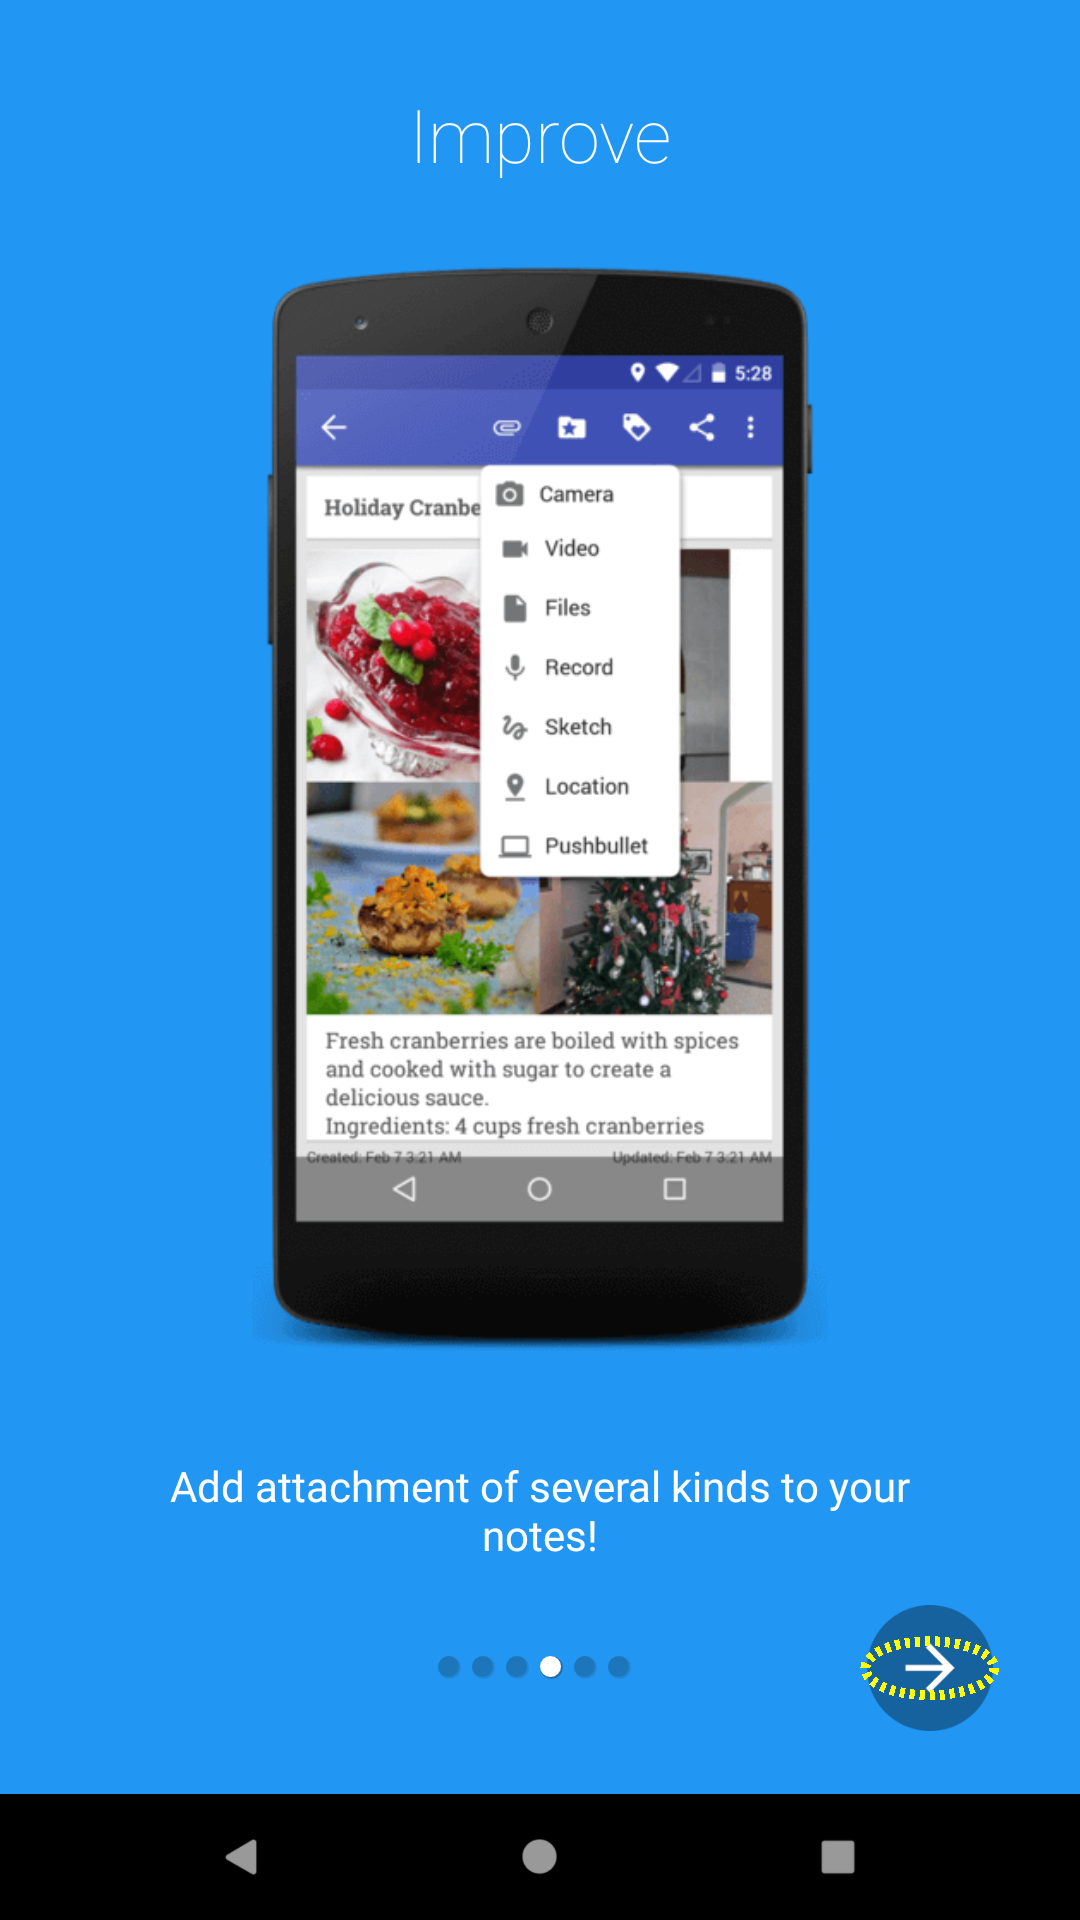 Improve
5:28
Holiday Cranbe
Camera
Video
Files
Record
Sketch
Location
Pushbullet
Fresh cranberries are boiled with spices
and cooked with sugar to create a
delicious sauce.
Ingredients: 4 cups fresh cranberries
Created: Feb 7 3:21 AM Updated: Feb 7 3:21 AM
Add attachment of several kinds to your
notes!